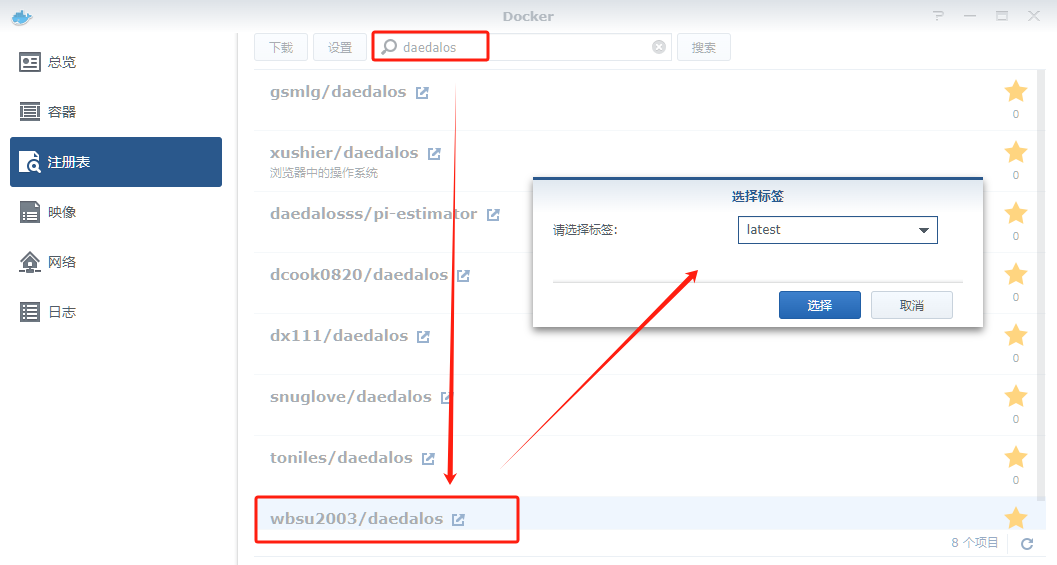 Docker
总览
容器
注册表
映像
网络
日志
下载
设置
daedalos
搜索
gsmlg/daedalos
0
xushier/daedalos
浏览器中的操作系统
0
daedalosss/pi-estimator
0
dcook0820/daedalos
0
dx111/daedalos
0
snuglove/daedalos
0
toniles/daedalos
0
wbsu2003/daedalos
8 个项目
选择标签
请选择标签:
latest
选择
取消